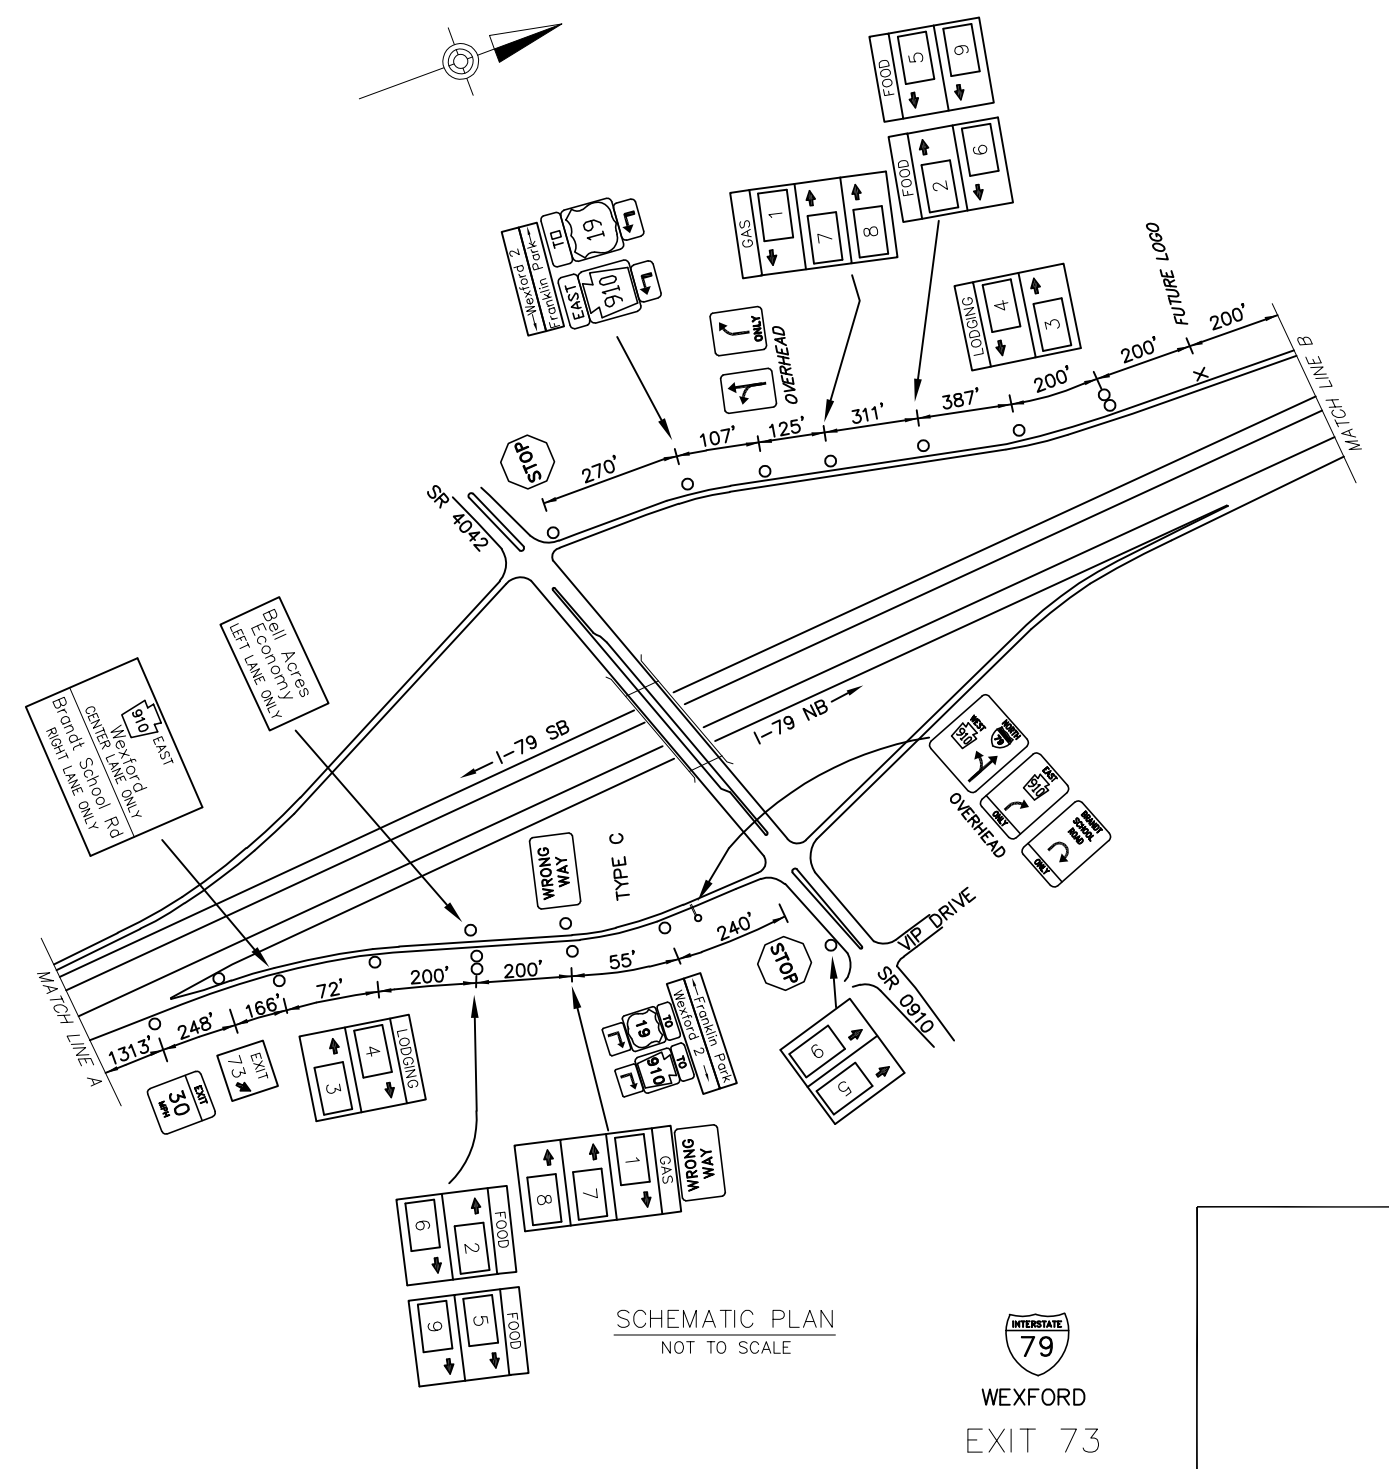 FOOD
5
9
FOOD
2
6
GAS
1
7
8
Wexford 2
Franklin Park
TO
19
EAST
910
LODGING
4
3
FUTURE LOGO
ONLY
OVERHEAD
STOP
270'
107'
125'
311'
387'
200'
200'
200'
MATCH LINE B
SR 4042
Bell Acres
Economy
LEFT LANE ONLY
910 EAST
Wexford
CENTER LANE ONLY
Brandt School Rd
RIGHT LANE ONLY
I-79 SB
I-79 NB
WEST
910
NORTH
INTERSTATE
79
EAST
910
ONLY
BRANDT
SCHOOL
ROAD
ONLY
OVERHEAD
WRONG
WAY
TYPE C
VIP DRIVE
SR 0910
STOP
MATCH LINE A
1313'
248'
166'
72'
200'
200'
55'
240'
EXIT
30
MPH
EXIT
73
LODGING
4
3
Franklin Park
Wexford 2
TO
19
TO
910
9
5
GAS
1
7
8
WRONG
WAY
FOOD
2
6
FOOD
5
9
SCHEMATIC PLAN
NOT TO SCALE
INTERSTATE
79
WEXFORD
EXIT 73